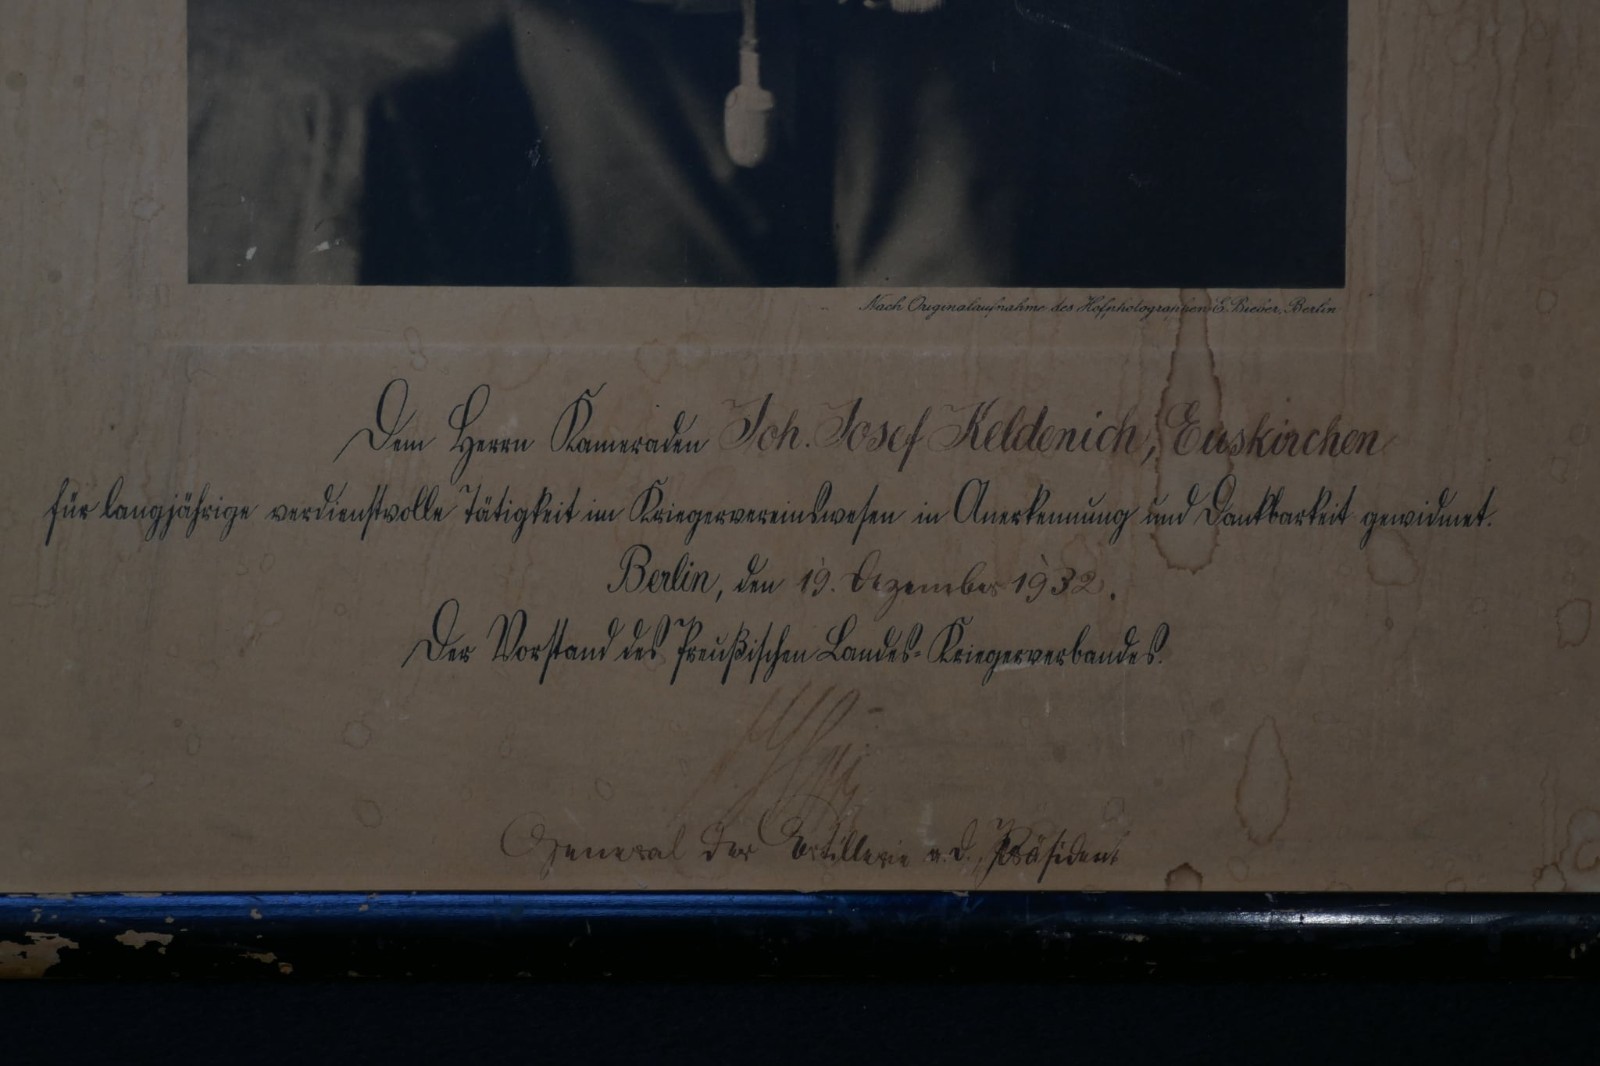 Nach Originalaufnahme des Hofphotographen E. Bieber, Berlin
Dem Herrn Kameraden Joh. Josef Keldenich, Euskirchen
für langjährige verdienstvolle Tätigkeit im Kriegervereinswesen in Anerkennung und Dankbarkeit gewidmet.
Berlin, den 19. Dezember 1932.
Der Vorstand des Preußischen Landes-Kriegerverbandes.
General der Artillerie a.D., Präsident